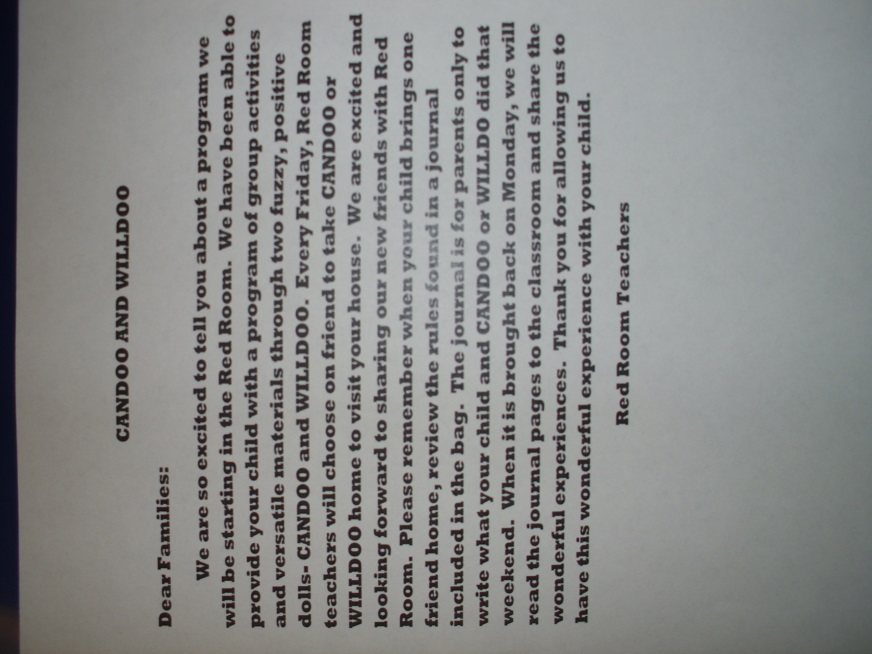 CANDOO AND WILLDOO
Dear Families:
We are so excited to tell you about a program we
will be starting in the Red Room. We have been able to
provide your child with a program of group activities
and versatile materials through two fuzzy, positive
dolls- CANDOO and WILLDOO. Every Friday, Red Room
teachers will choose on friend to take CANDOO or
WILLDOO home to visit your house. We are excited and
looking forward to sharing our new friends with Red
Room. Please remember when your child brings one
friend home, review the rules found in a journal
included in the bag. The journal is for parents only to
write what your child and CANDOO or WILLDO did that
weekend. When it is brought back on Monday, we will
read the journal pages to the classroom and share the
wonderful experiences. Thank you for allowing us to
have this wonderful experience with your child.
Red Room Teachers